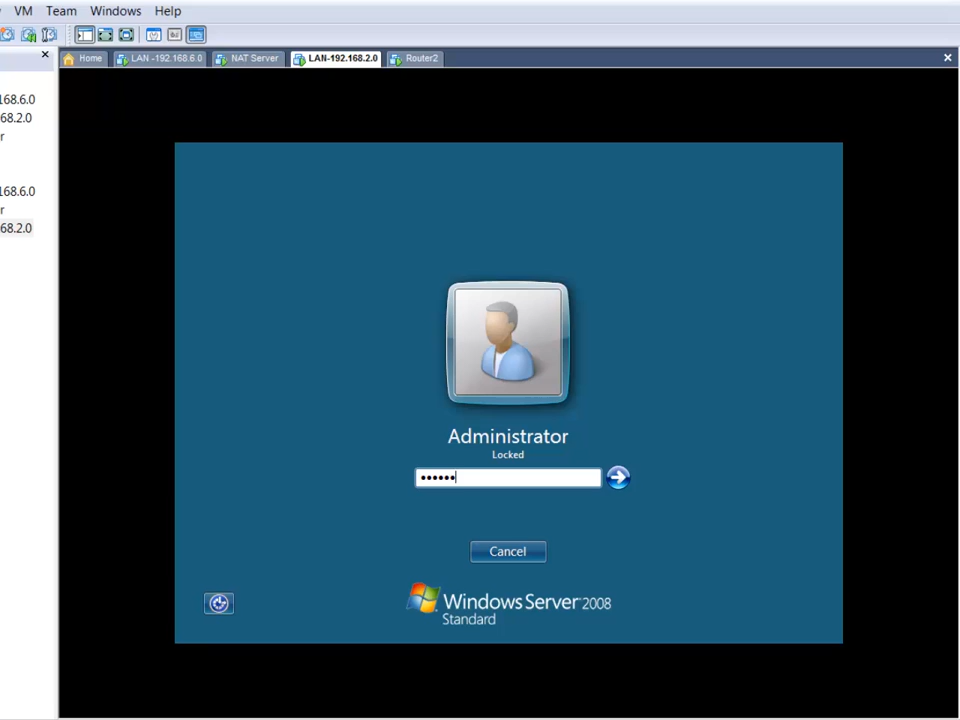 VM Team Windows Help
Home LAN -192.168.6.0 NAT Server LAN-192.168.2.0 Router2
168.6.0
68.2.0
r
168.6.0
r
68.2.0
Administrator
Locked
••••••
Cancel
Windows Server 2008
Standard